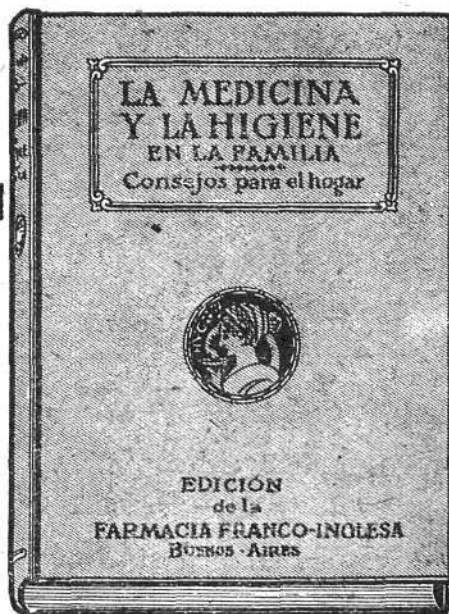 LA MEDICINA
Y LA HIGIENE
EN LA FAMILIA
Consejos para el hogar
EDICIÓN
de la
FARMACIA FRANCO-INGLESA
BUENOS-AIRES